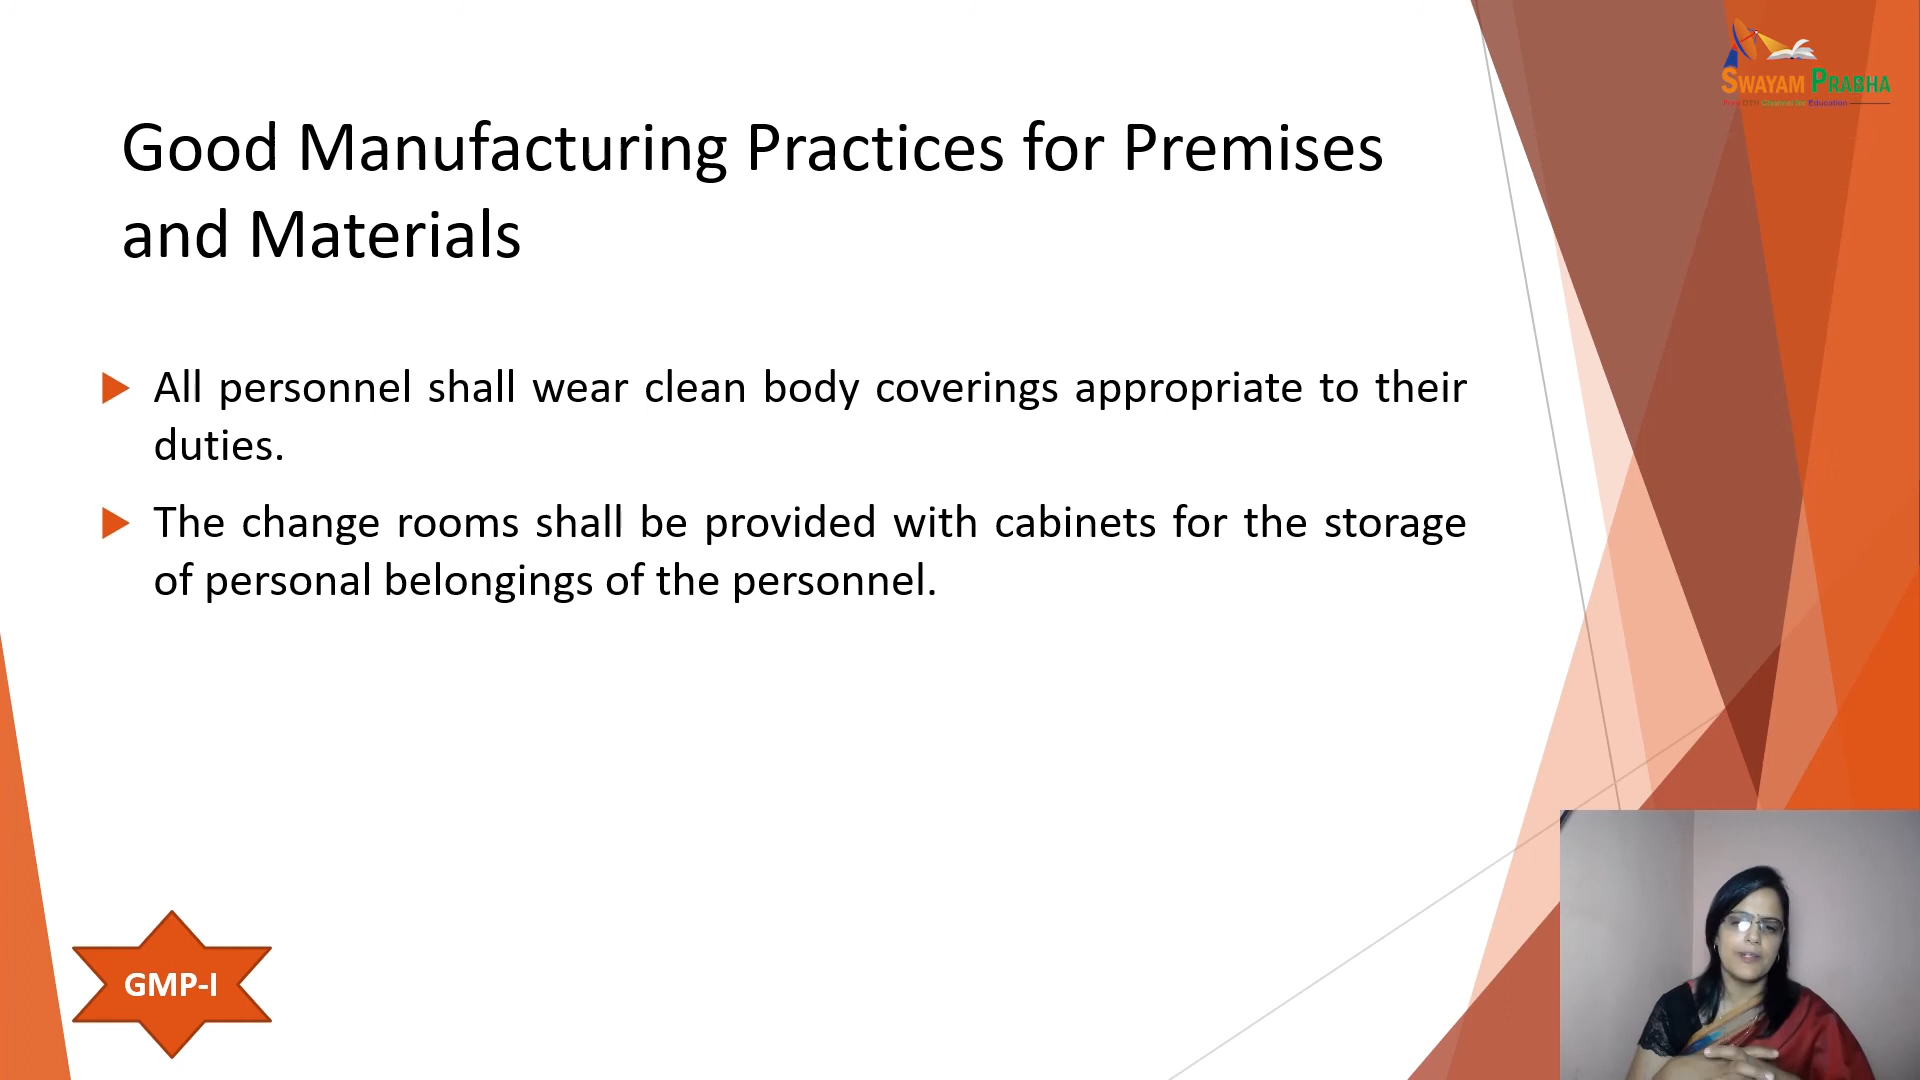 SWAYAM PRABHA
Free DTH Channel for Education
Good Manufacturing Practices for Premises
and Materials
All personnel shall wear clean body coverings appropriate to their
duties.
The change rooms shall be provided with cabinets for the storage
of personal belongings of the personnel.
GMP-I